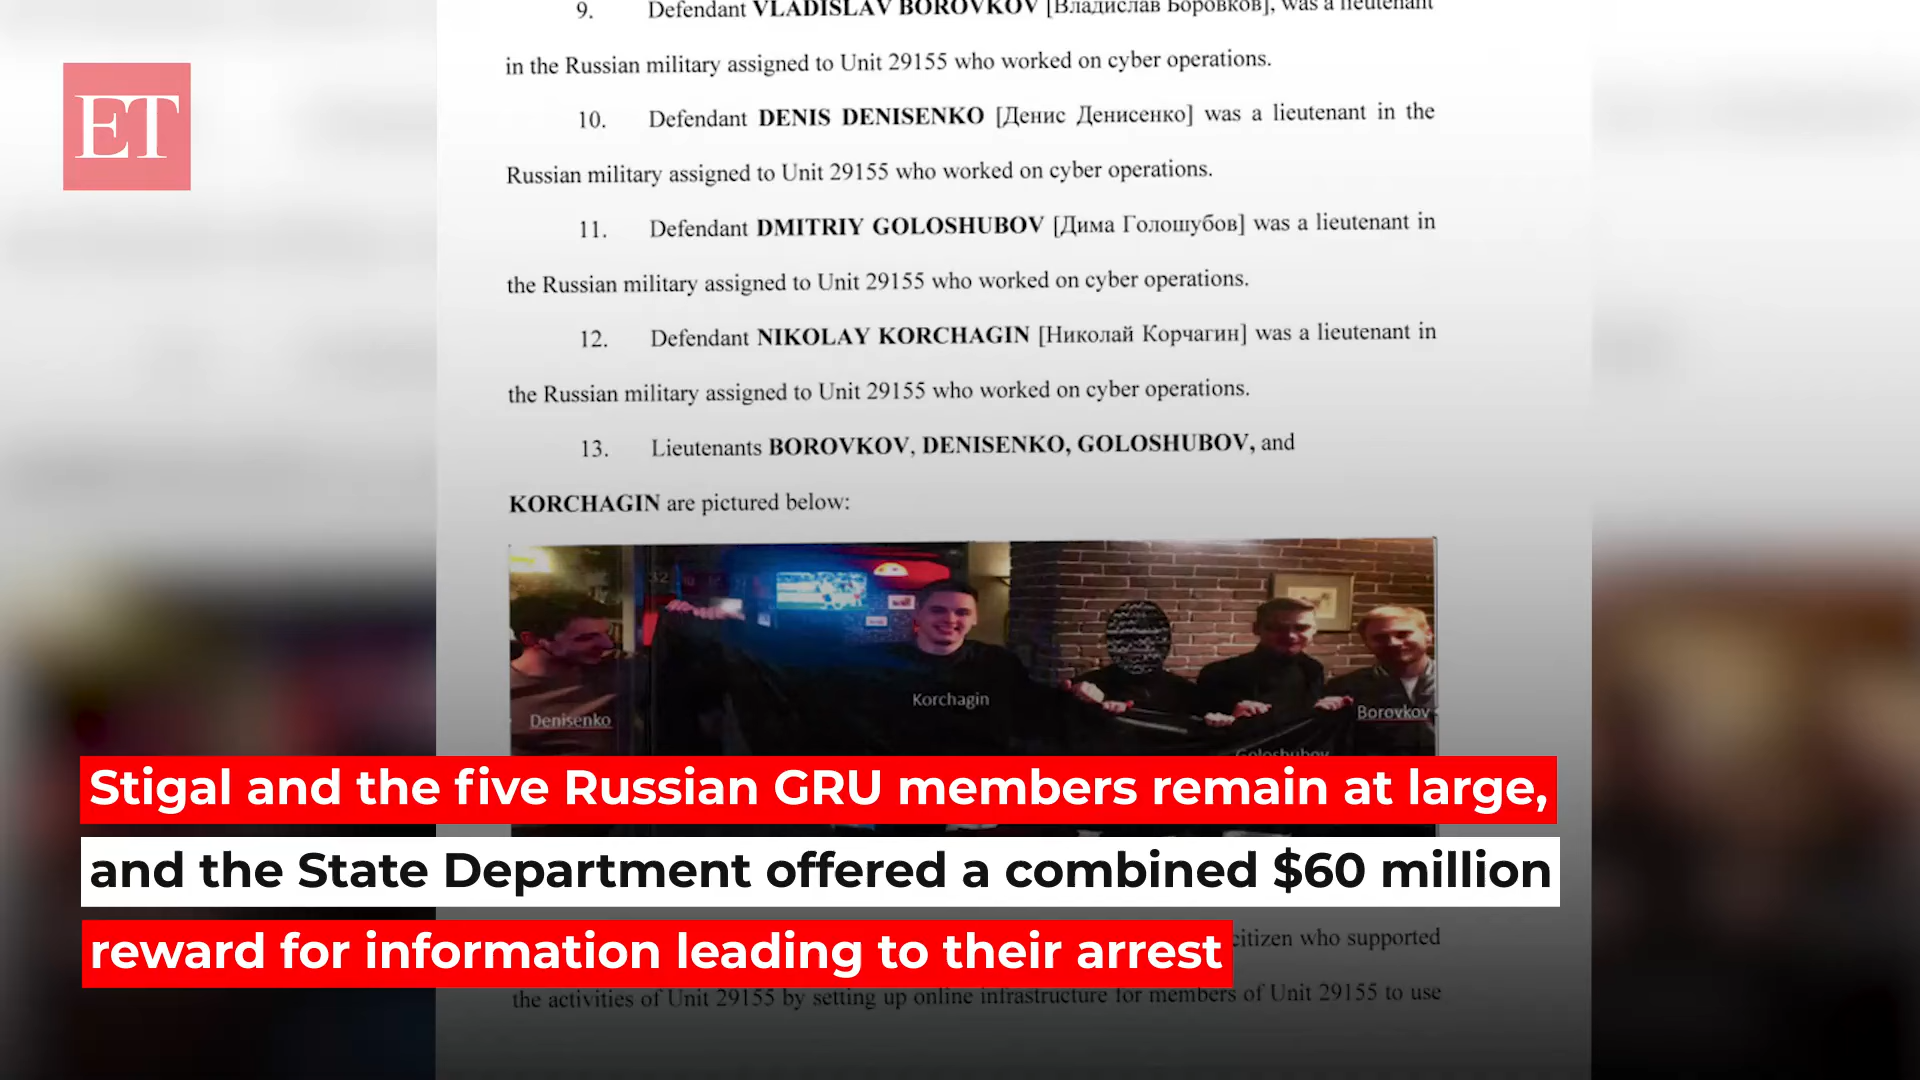 9. Defendant VLADISLAV BOROVKOV [Владислав Боровков], was a lieutenant
in the Russian military assigned to Unit 29155 who worked on cyber operations.
ET
10. Defendant DENIS DENISENKO [Денис Денисенко] was a lieutenant in the
Russian military assigned to Unit 29155 who worked on cyber operations.
11. Defendant DMITRIY GOLOSHUBOV [Дима Голошубов] was a lieutenant in
the Russian military assigned to Unit 29155 who worked on cyber operations.
12. Defendant NIKOLAY KORCHAGIN [Николай Корчагин] was a lieutenant in
the Russian military assigned to Unit 29155 who worked on cyber operations.
13. Lieutenants BOROVKOV, DENISENKO, GOLOSHUBOV, and
KORCHAGIN are pictured below:
32
Korchagin
Denisenko
Borovkov
Goloshubov
Stigal and the five Russian GRU members remain at large,
and the State Department offered a combined $60 million
reward for information leading to their arrest
citizen who supported
the activities of Unit 29155 by setting up online infrastructure for members of Unit 29155 to use